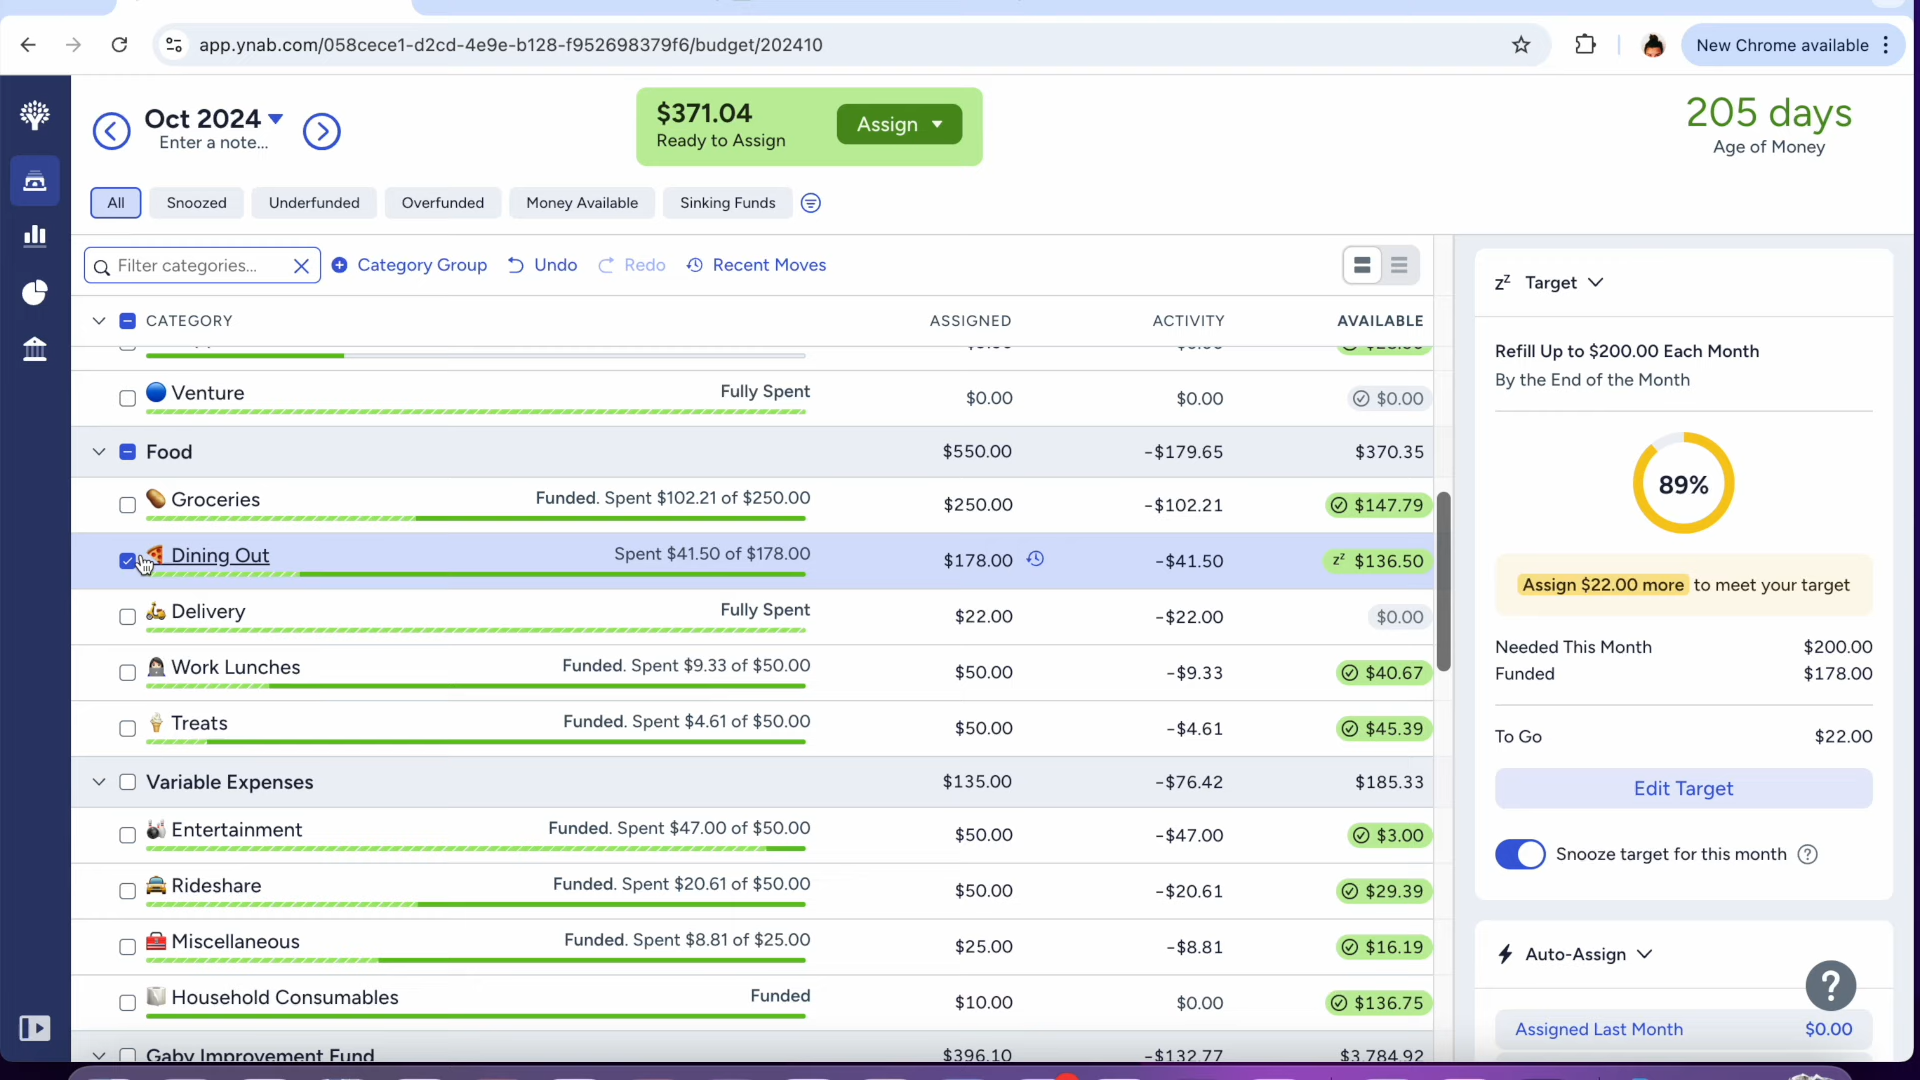 app.ynab.com/058cece1-d2cd-4e9e-b128-f952698379f6/budget/202410
New Chrome available
Oct 2024
Enter a note...
$371.04
Ready to Assign
Assign
205 days
Age of Money
All
Snoozed
Underfunded
Overfunded
Money Available
Sinking Funds
Filter categories...
Category Group
Undo
Redo
Recent Moves
CATEGORY ASSIGNED ACTIVITY AVAILABLE
Venture Fully Spent $0.00 $0.00 $0.00
Food $550.00 -$179.65 $370.35
Groceries Funded. Spent $102.21 of $250.00 $250.00 -$102.21 $147.79
Dining Out Spent $41.50 of $178.00 $178.00 -$41.50 zz $136.50
Delivery Fully Spent $22.00 -$22.00 $0.00
Work Lunches Funded. Spent $9.33 of $50.00 $50.00 -$9.33 $40.67
Treats Funded. Spent $4.61 of $50.00 $50.00 -$4.61 $45.39
Variable Expenses $135.00 -$76.42 $185.33
Entertainment Funded. Spent $47.00 of $50.00 $50.00 -$47.00 $3.00
Rideshare Funded. Spent $20.61 of $50.00 $50.00 -$20.61 $29.39
Miscellaneous Funded. Spent $8.81 of $25.00 $25.00 -$8.81 $16.19
Household Consumables Funded $10.00 $0.00 $136.75
Gaby Improvement Fund $396.10 -$132.77 $3,784.92
zz Target
Refill Up to $200.00 Each Month
By the End of the Month
89%
Assign $22.00 more to meet your target
Needed This Month $200.00
Funded $178.00
To Go $22.00
Edit Target
Snooze target for this month ?
Auto-Assign
?
Assigned Last Month $0.00